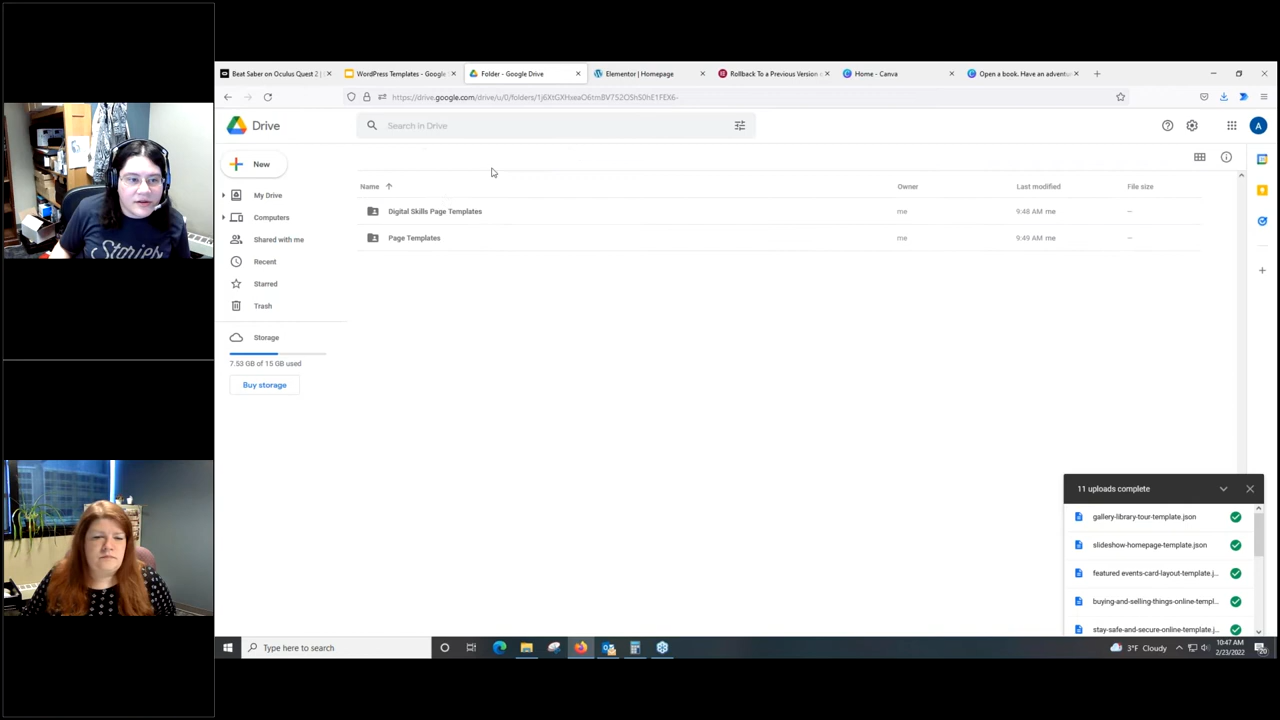 Stories
Beat Saber on Oculus Quest 2 |
WordPress Templates - Google
Folder - Google Drive
Elementor | Homepage
Rollback To a Previous Version o
Home - Canva
Open a book. Have an adventu
Drive
Search in Drive
A
New
My Drive
Computers
Shared with me
Recent
Starred
Trash
Storage
7.53 GB of 15 GB used
Buy storage
Name Owner Last modified File size
Digital Skills Page Templates me 9:48 AM me –
Page Templates me 9:49 AM me –
11 uploads complete
gallery-library-tour-template.json
slideshow-homepage-template.json
featured events-card-layout-template.j...
buying-and-selling-things-online-templ...
stay-safe-and-secure-online-template.j...
Type here to search
3°F Cloudy
10:47 AM
2/23/2022
20